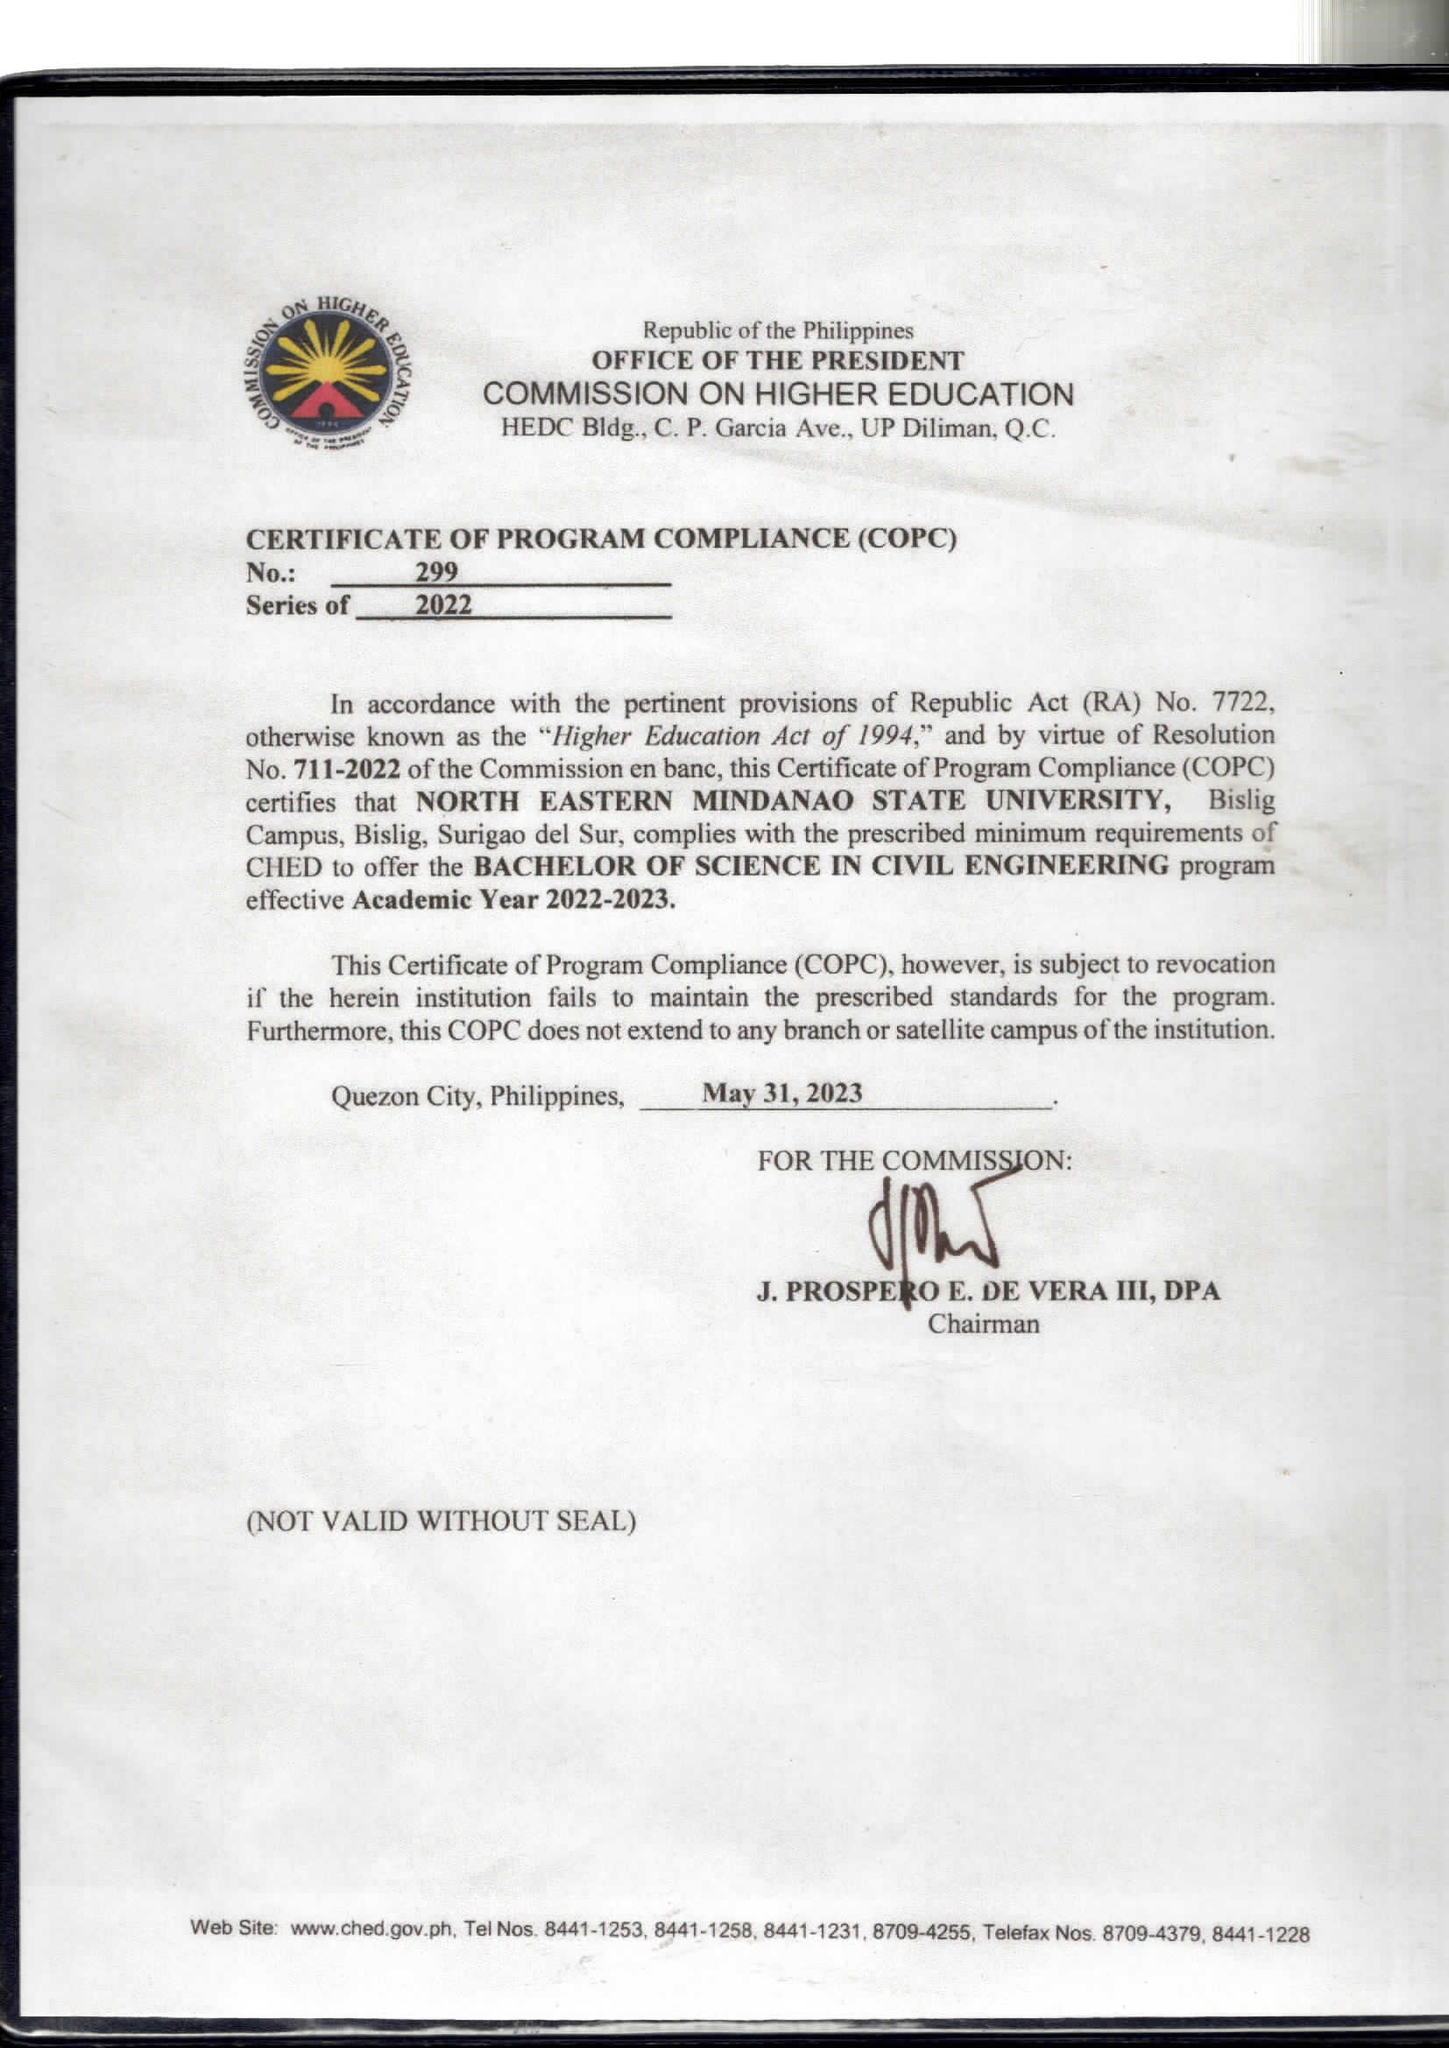 COMMISSION ON HIGHER EDUCATION
1994
OFFICE OF THE PRESIDENT
OF THE PHILIPPINES
Republic of the Philippines
OFFICE OF THE PRESIDENT
COMMISSION ON HIGHER EDUCATION
HEDC Bldg., C. P. Garcia Ave., UP Diliman, Q.C.
CERTIFICATE OF PROGRAM COMPLIANCE (COPC)
No.: 299
Series of 2022
In accordance with the pertinent provisions of Republic Act (RA) No. 7722,
otherwise known as the “Higher Education Act of 1994,” and by virtue of Resolution
No. 711-2022 of the Commission en banc, this Certificate of Program Compliance (COPC)
certifies that NORTH EASTERN MINDANAO STATE UNIVERSITY, Bislig
Campus, Bislig, Surigao del Sur, complies with the prescribed minimum requirements of
CHED to offer the BACHELOR OF SCIENCE IN CIVIL ENGINEERING program
effective Academic Year 2022-2023.
This Certificate of Program Compliance (COPC), however, is subject to revocation
if the herein institution fails to maintain the prescribed standards for the program.
Furthermore, this COPC does not extend to any branch or satellite campus of the institution.
Quezon City, Philippines, May 31, 2023.
FOR THE COMMISSION:
J. PROSPERO E. DE VERA III, DPA
Chairman
(NOT VALID WITHOUT SEAL)
Web Site: www.ched.gov.ph, Tel Nos. 8441-1253, 8441-1258, 8441-1231, 8709-4255, Telefax Nos. 8709-4379, 8441-1228